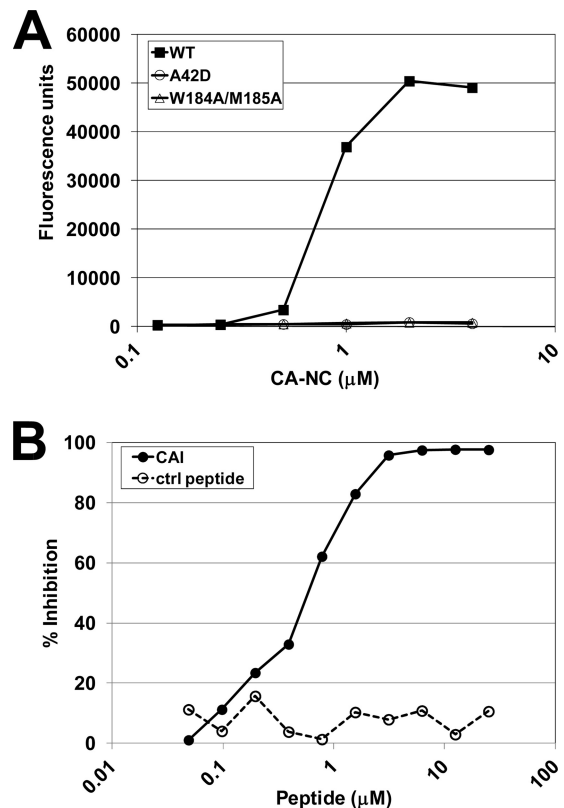 A
60000
50000
40000
30000
20000
10000
0
Fluorescence units
WT
A42D
W184A/M185A
0.1
1
10
CA-NC (μM)
B
100
80
60
40
20
0
% Inhibition
CAI
ctrl peptide
0.01
0.1
1
10
100
Peptide (μM)